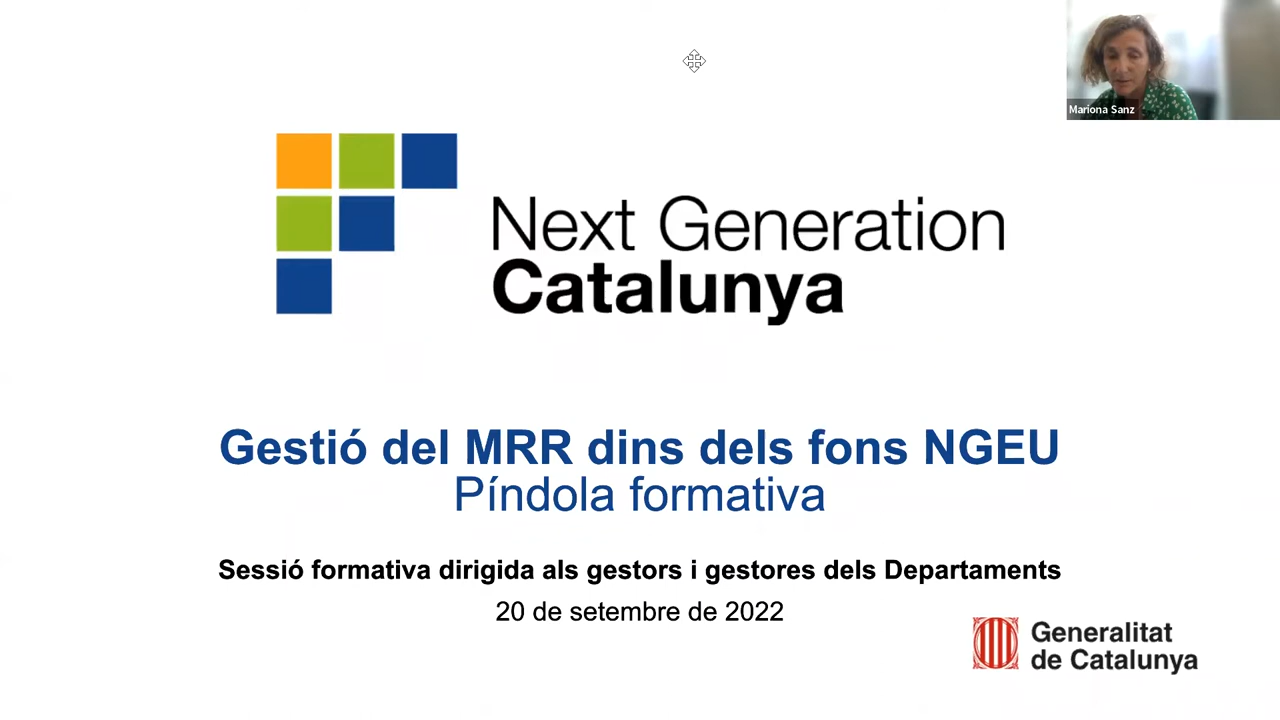 Mariona Sanz
Next Generation
Catalunya
Gestió del MRR dins dels fons NGEU
Píndola formativa
Sessió formativa dirigida als gestors i gestores dels Departaments
20 de setembre de 2022
Generalitat
de Catalunya